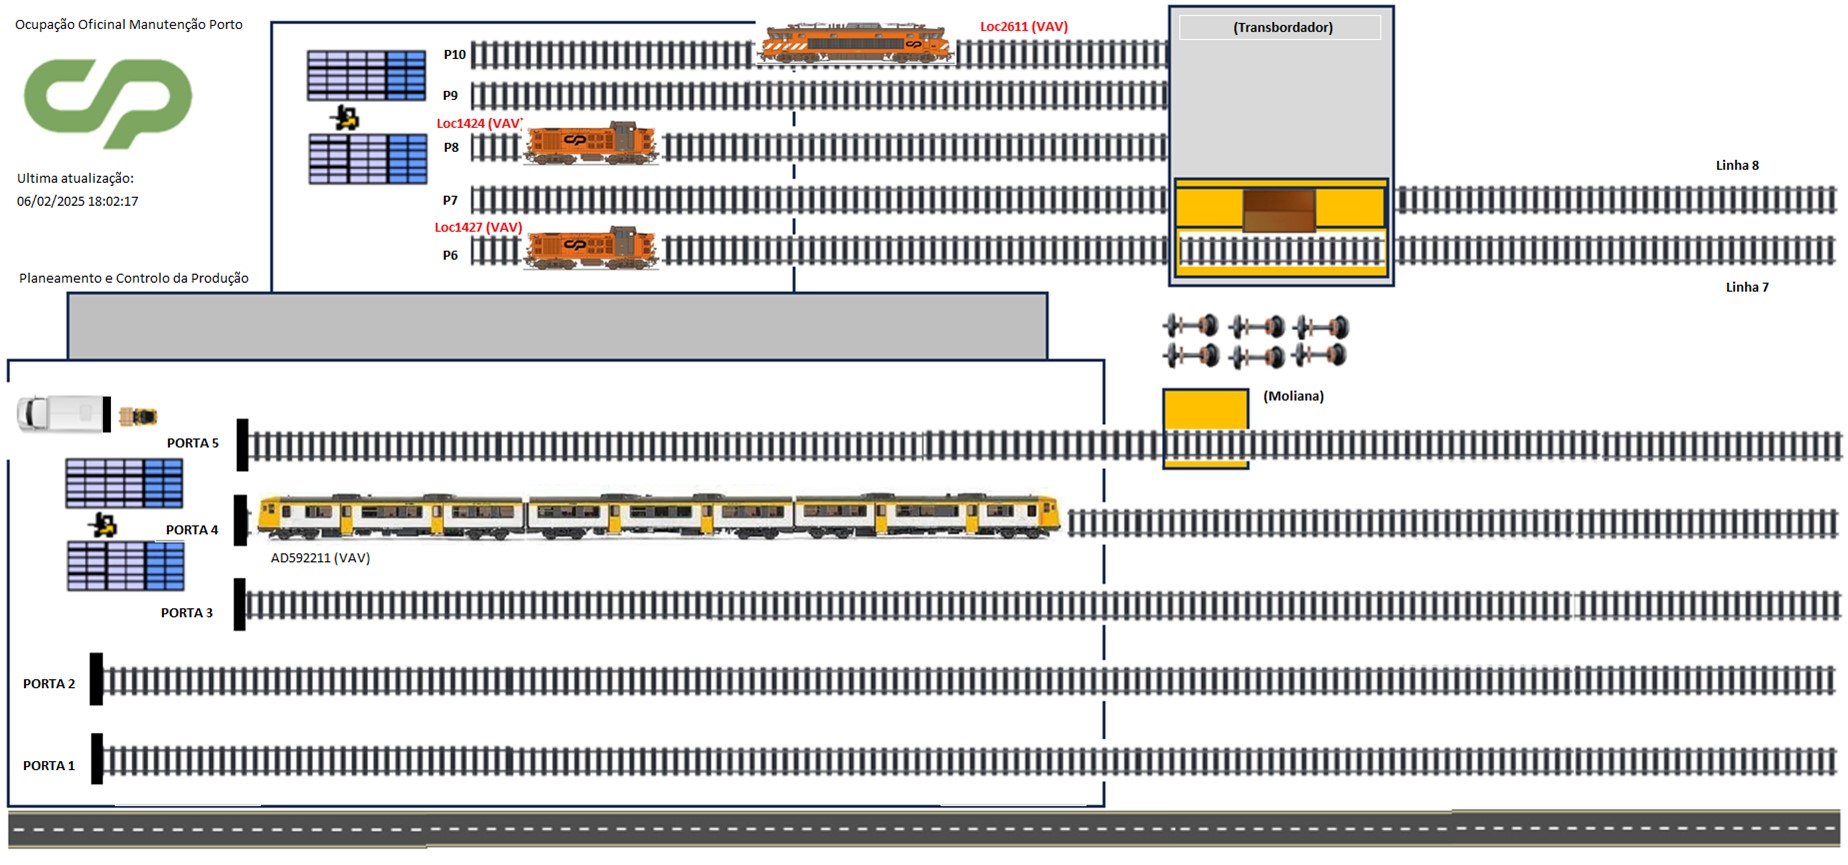 Ocupação Oficinal Manutenção Porto
Loc2611 (VAV)
(Transbordador)
P10
P9
Loc1424 (VAV)
P8
Ultima atualização:
06/02/2025 18:02:17
Linha 8
P7
Loc1427 (VAV)
P6
Planeamento e Controlo da Produção
Linha 7
(Moliana)
PORTA 5
PORTA 4
AD592211 (VAV)
PORTA 3
PORTA 2
PORTA 1